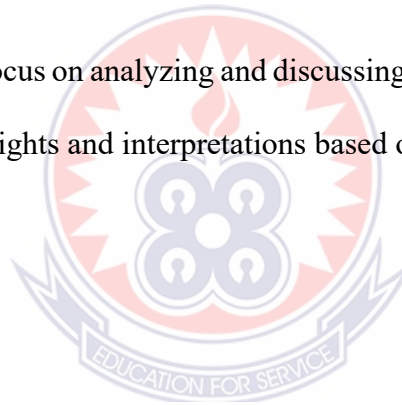 ocus on analyzing and discussing
ights and interpretations based o
EDUCATION FOR SERVICE